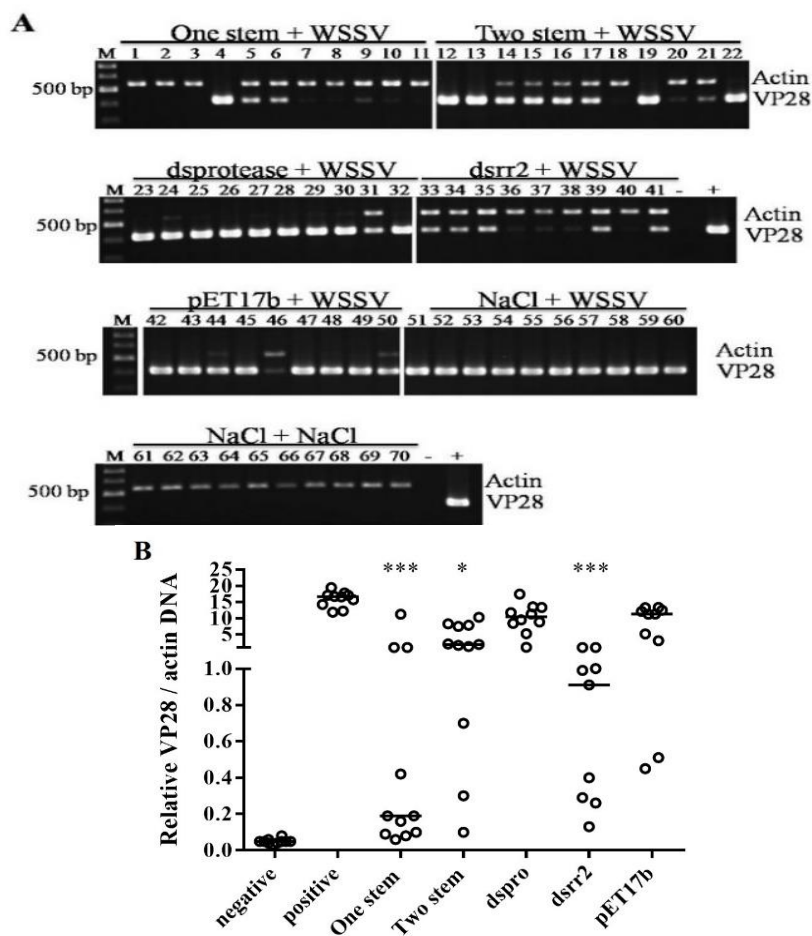 A
One stem + WSSV Two stem + WSSV
M 1 2 3 4 5 6 7 8 9 10 11 12 13 14 15 16 17 18 19 20 21 22
Actin
500 bp
VP28
dsprotease + WSSV dsrr2 + WSSV
M 23 24 25 26 27 28 29 30 31 32 33 34 35 36 37 38 39 40 41 - +
Actin
500 bp
VP28
pET17b + WSSV NaCl + WSSV
M 42 43 44 45 46 47 48 49 50 51 52 53 54 55 56 57 58 59 60
500 bp Actin
VP28
NaCl + NaCl
M 61 62 63 64 65 66 67 68 69 70 - +
Actin
500 bp
VP28
B
*** * ***
25
20
15
10
5
1.0
0.8
0.6
0.4
0.2
0.0
Relative VP28 / actin DNA
negative positive One stem Two stem dspro dsrr2 pET17b